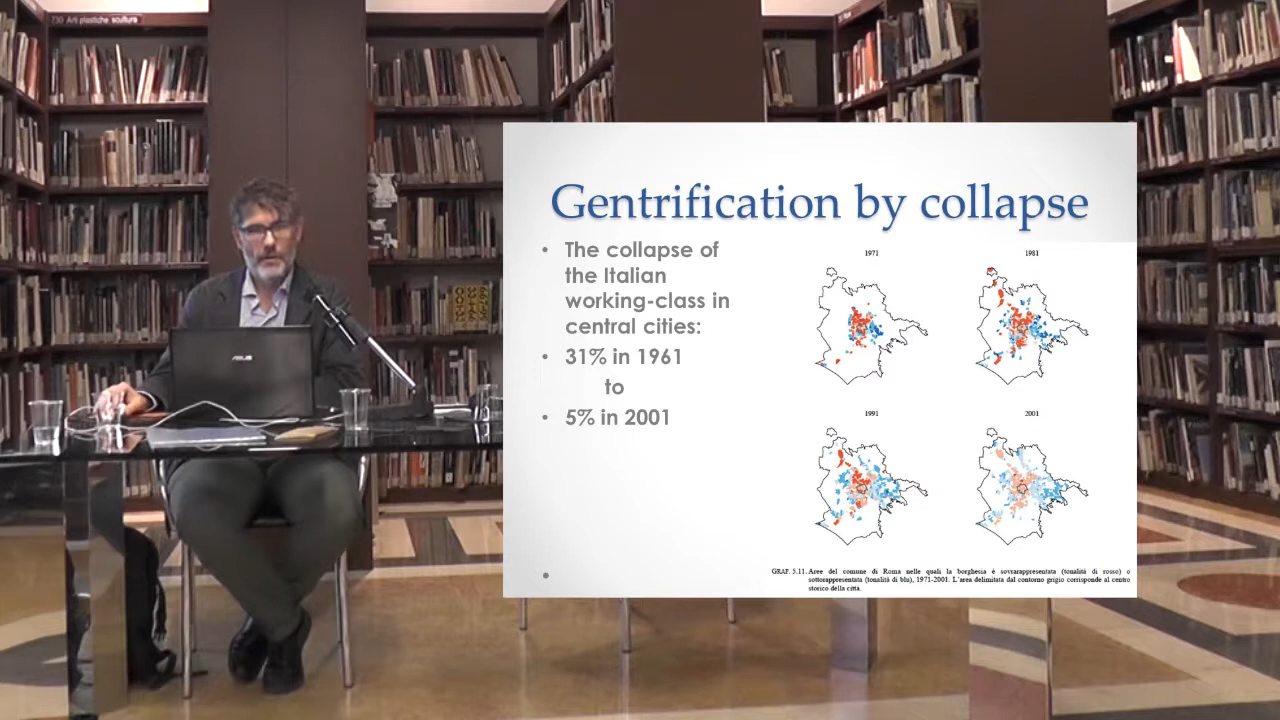 730 Arti plastiche scultura
ASUS
Gentrification by collapse
• The collapse of
the Italian
working-class in
central cities:
• 31% in 1961
to
• 5% in 2001
•
1971
1981
1991
2001
GRAF. 5.11. Aree del comune di Roma nelle quali la borghesia è sovrarappresentata (tonalità di rosso) o
sottorappresentata (tonalità di blu), 1971-2001. L'area delimitata dal contorno grigio corrisponde al centro
storico della città.